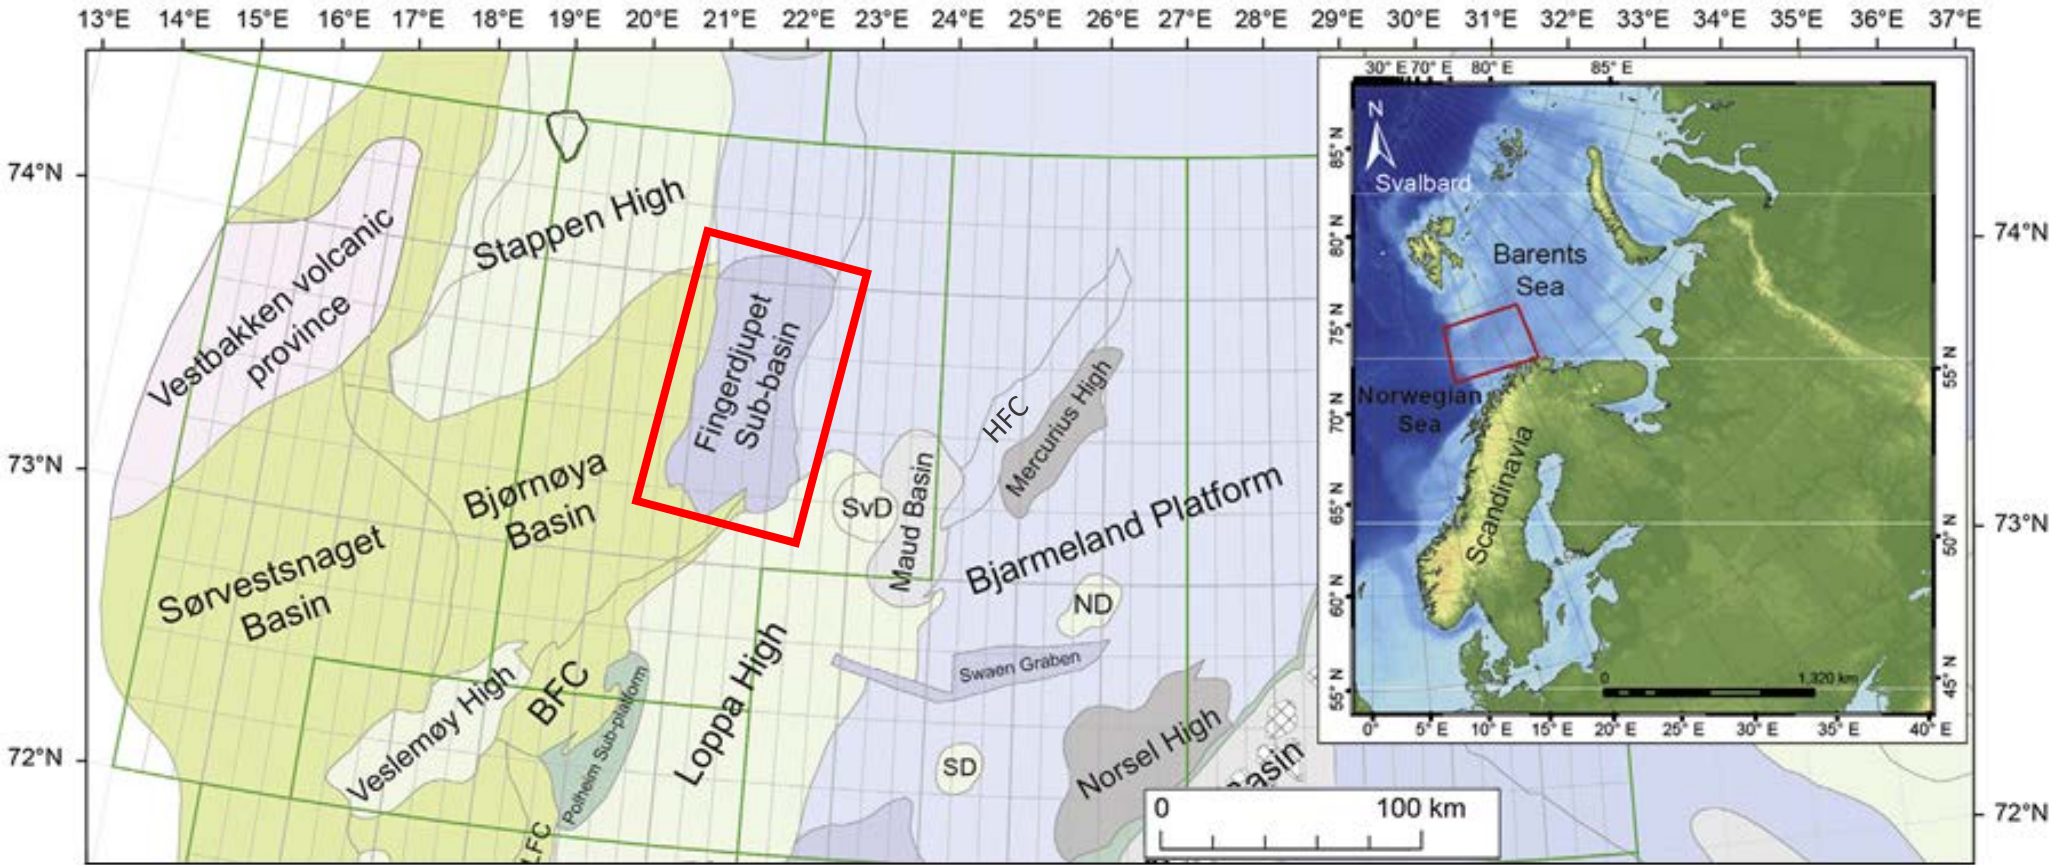 13°E 14°E 15°E 16°E 17°E 18°E 19°E 20°E 21°E 22°E 23°E 24°E 25°E 26°E 27°E 28°E 29°E 30°E 31°E 32°E 33°E 34°E 35°E 36°E 37°E
74°N
73°N
72°N
74°N
73°N
72°N
Vestbakken volcanic
province
Stappen High
Fingerdjupet
Sub-basin
Bjørnøya
Basin
Sørvestsnaget
Basin
Veslemøy High
BFC
Polheim Sub-platform
LFC
Loppa High
SvD
Maud Basin
HFC
Mercurius High
Bjarmeland Platform
ND
Swaen Graben
SD
Norsel High
Basin
0 100 km
30° E 70° E 80° E 85° E
N
Svalbard
Barents
Sea
Norwegian
Sea
Scandinavia
0 1,320 km
85° N
80° N
75° N
70° N
65° N
60° N
55° N
55° N
50° N
45° N
0° 5° E 10° E 15° E 20° E 25° E 30° E 35° E 40° E